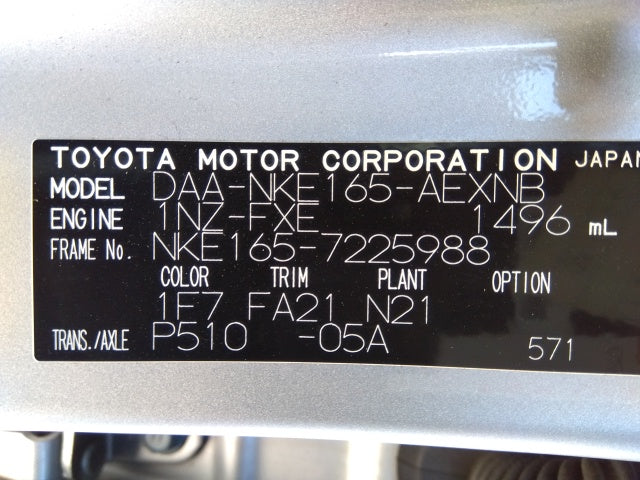 TOYOTA MOTOR CORPORATION JAPAN
MODEL DAA-NKE165-AEXNB
ENGINE 1NZ-FXE 1496 mL
FRAME No. NKE165-7225988
COLOR TRIM PLANT OPTION
1F7 FA21 N21
TRANS./AXLE P510 -05A 571